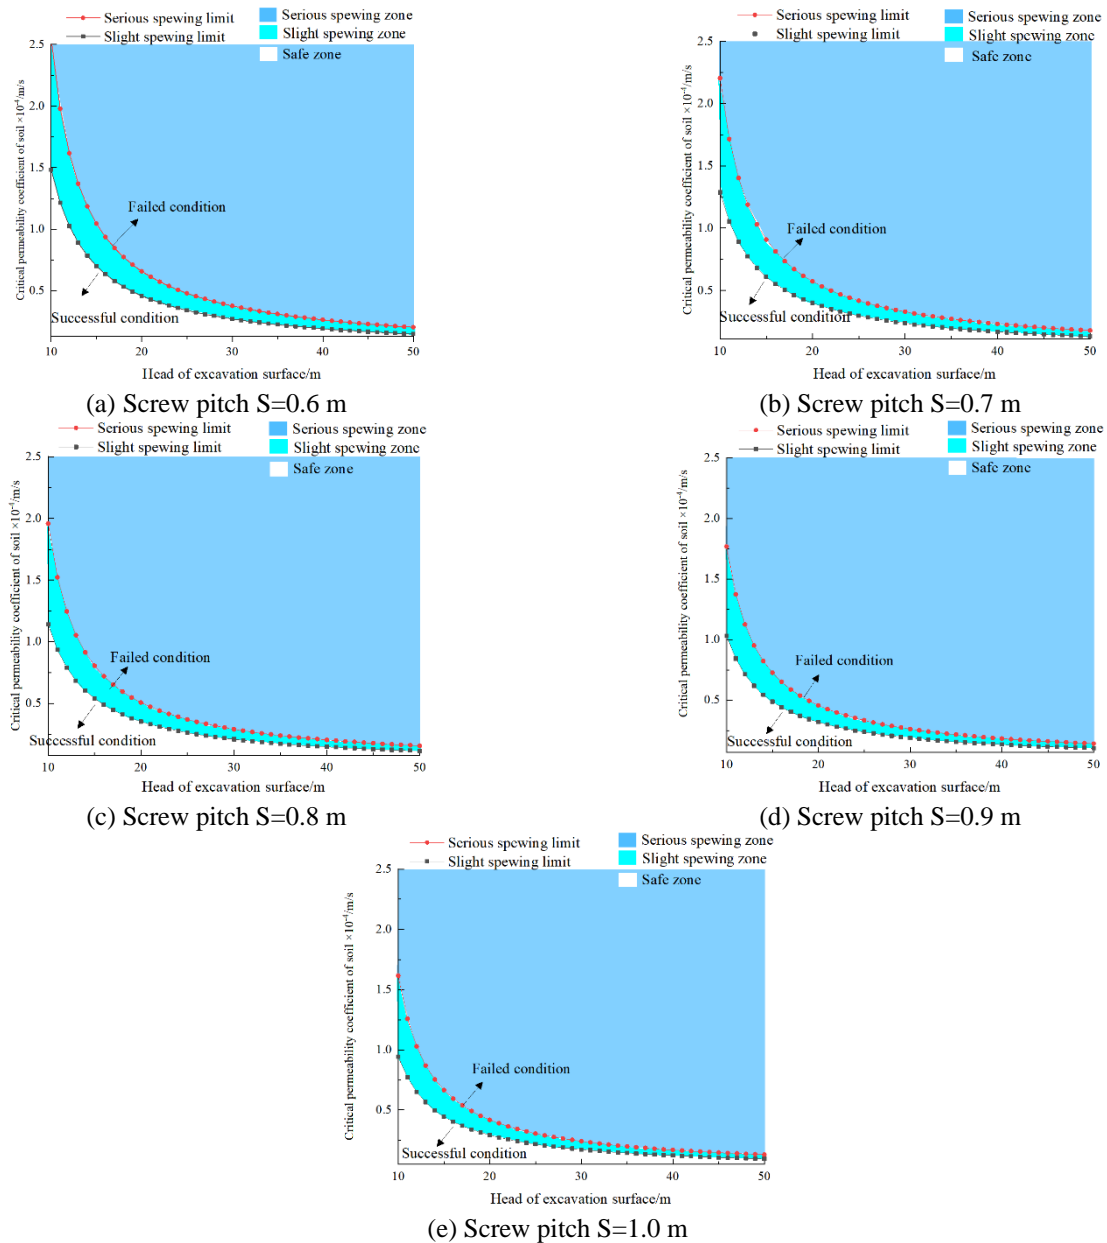 Serious spewing limit
Slight spewing limit
Serious spewing zone
Slight spewing zone
Safe zone
Critical permeability coefficient of soil ×10⁻⁴/m/s
2.5
2.0
1.5
1.0
0.5
Failed condition
Successful condition
10 20 30 40 50
Head of excavation surface/m
(a) Screw pitch S=0.6 m
Serious spewing limit
Slight spewing limit
Serious spewing zone
Slight spewing zone
Safe zone
Critical permeability coefficient of soil ×10⁻⁴/m/s
2.5
2.0
1.5
1.0
0.5
Failed condition
Successful condition
10 20 30 40 50
Head of excavation surface/m
(b) Screw pitch S=0.7 m
Serious spewing limit
Slight spewing limit
Serious spewing zone
Slight spewing zone
Safe zone
Critical permeability coefficient of soil ×10⁻⁴/m/s
2.5
2.0
1.5
1.0
0.5
Failed condition
Successful condition
10 20 30 40 50
Head of excavation surface/m
(c) Screw pitch S=0.8 m
Serious spewing limit
Slight spewing limit
Serious spewing zone
Slight spewing zone
Safe zone
Critical permeability coefficient of soil ×10⁻⁴/m/s
2.5
2.0
1.5
1.0
0.5
Failed condition
Successful condition
10 20 30 40 50
Head of excavation surface/m
(d) Screw pitch S=0.9 m
Serious spewing limit
Slight spewing limit
Serious spewing zone
Slight spewing zone
Safe zone
Critical permeability coefficient of soil ×10⁻⁴/m/s
2.5
2.0
1.5
1.0
0.5
Failed condition
Successful condition
10 20 30 40 50
Head of excavation surface/m
(e) Screw pitch S=1.0 m